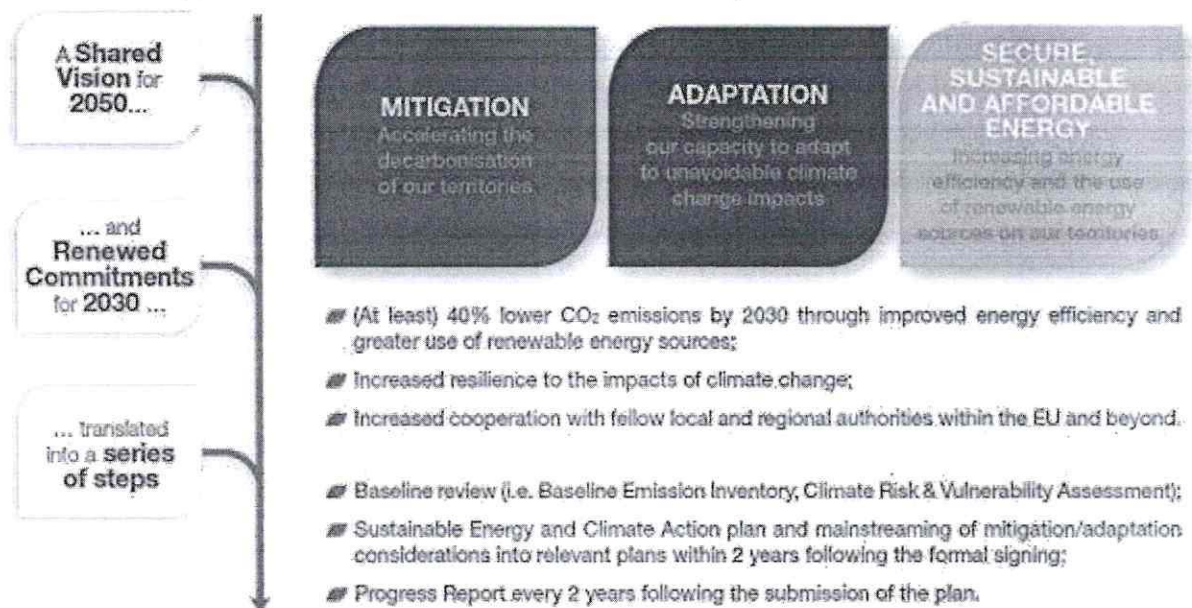 A Shared
Vision for
2050...
MITIGATION
Accelerating the
decarbonisation
of our territories
ADAPTATION
Strengthening
our capacity to adapt
to unavoidable climate
change impacts
SECURE,
SUSTAINABLE
AND AFFORDABLE
ENERGY
Increasing energy
efficiency and the use
of renewable energy
sources on our territories
... and
Renewed
Commitments
for 2030 ...
(At least) 40% lower CO₂ emissions by 2030 through improved energy efficiency and
greater use of renewable energy sources;
Increased resilience to the impacts of climate change;
Increased cooperation with fellow local and regional authorities within the EU and beyond.
... translated
into a series
of steps
Baseline review (i.e. Baseline Emission Inventory; Climate Risk & Vulnerability Assessment);
Sustainable Energy and Climate Action plan and mainstreaming of mitigation/adaptation
considerations into relevant plans within 2 years following the formal signing;
Progress Report every 2 years following the submission of the plan.